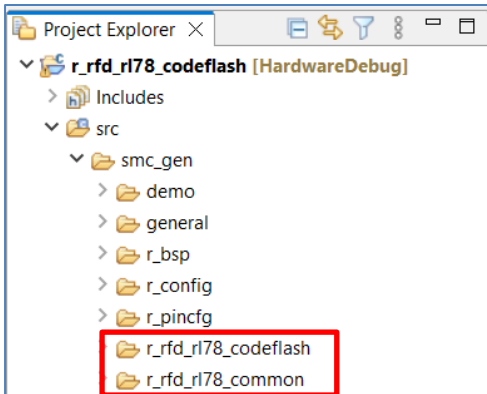 Project Explorer
r_rfd_rl78_codeflash [HardwareDebug]
Includes
src
smc_gen
demo
general
r_bsp
r_config
r_pincfg
r_rfd_rl78_codeflash
r_rfd_rl78_common